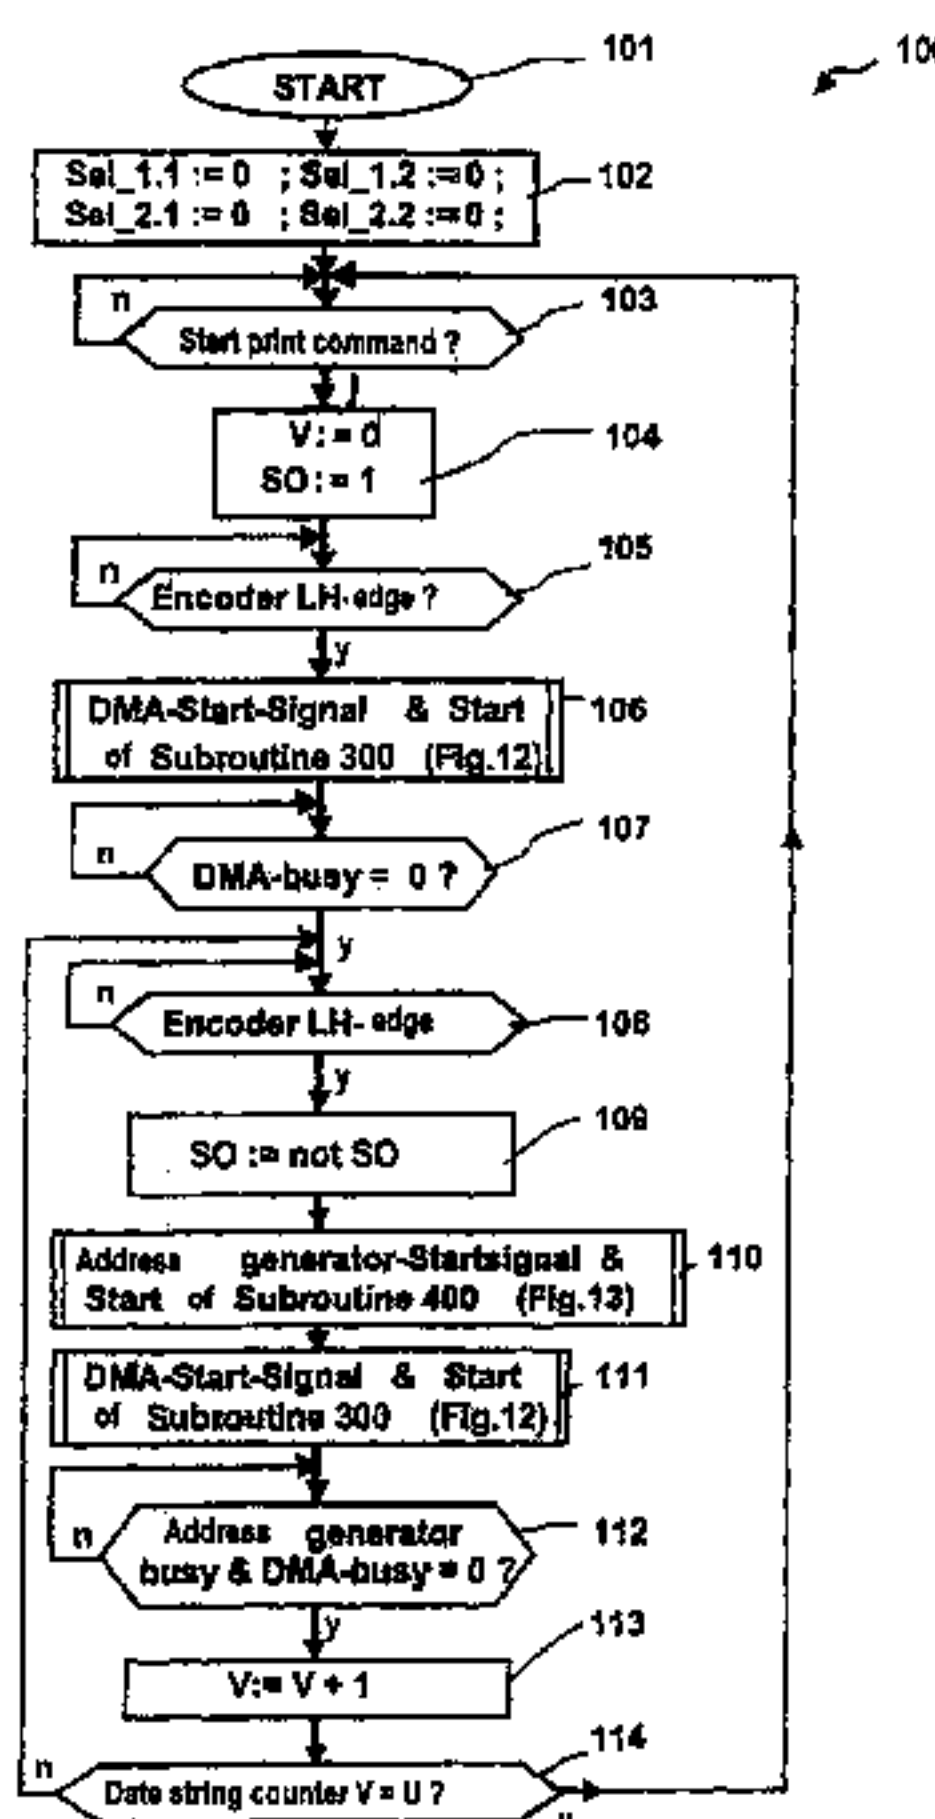 101
START
Sel_1.1 := 0 ; Sel_1.2 := 0 ;
Sel_2.1 := 0 ; Sel_2.2 := 0 ;
102
n
103
Start print command ?
V: = 0
SO: = 1
104
105
n
Encoder LH-edge ?
y
DMA-Start-Signal & Start
of Subroutine 300 (Fig.12)
106
107
n
DMA-busy = 0 ?
y
n
Encoder LH- edge
108
y
109
SO := not SO
Address generator-Startsignal &
Start of Subroutine 400 (Fig.13)
110
DMA-Start-Signal & Start
of Subroutine 300 (Fig.12)
111
n
Address generator
busy & DMA-busy = 0 ?
112
y
113
V:= V + 1
114
n
Date string counter V = U ?